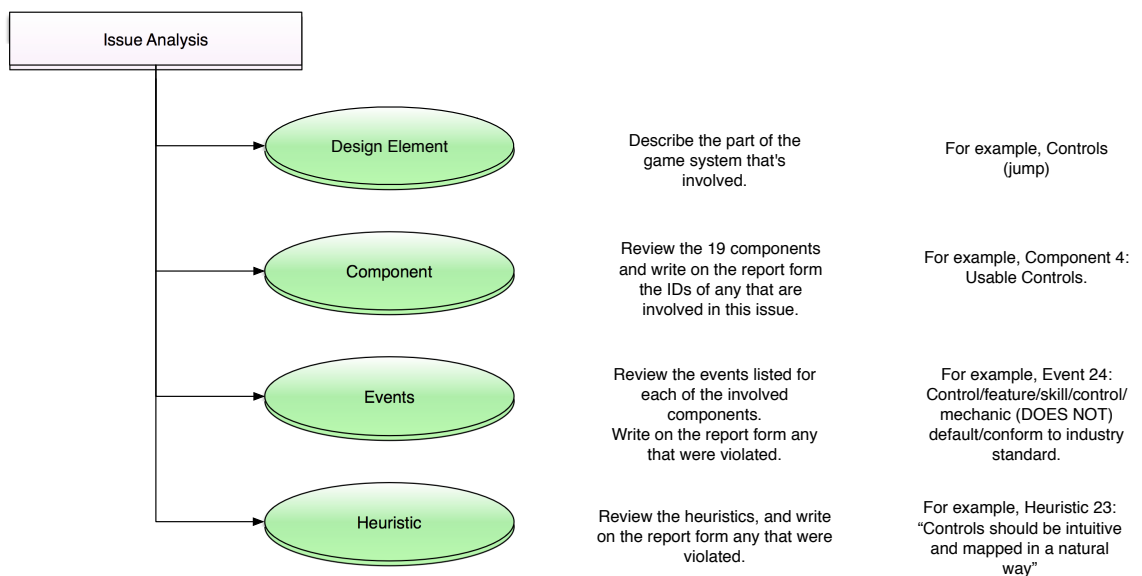 Issue Analysis
Design Element
Describe the part of the
game system that's
involved.
For example, Controls
(jump)
Component
Review the 19 components
and write on the report form
the IDs of any that are
involved in this issue.
For example, Component 4:
Usable Controls.
Events
Review the events listed for
each of the involved
components.
Write on the report form any
that were violated.
For example, Event 24:
Control/feature/skill/control/
mechanic (DOES NOT)
default/conform to industry
standard.
Heuristic
Review the heuristics, and write
on the report form any that were
violated.
For example, Heuristic 23:
“Controls should be intuitive
and mapped in a natural
way”